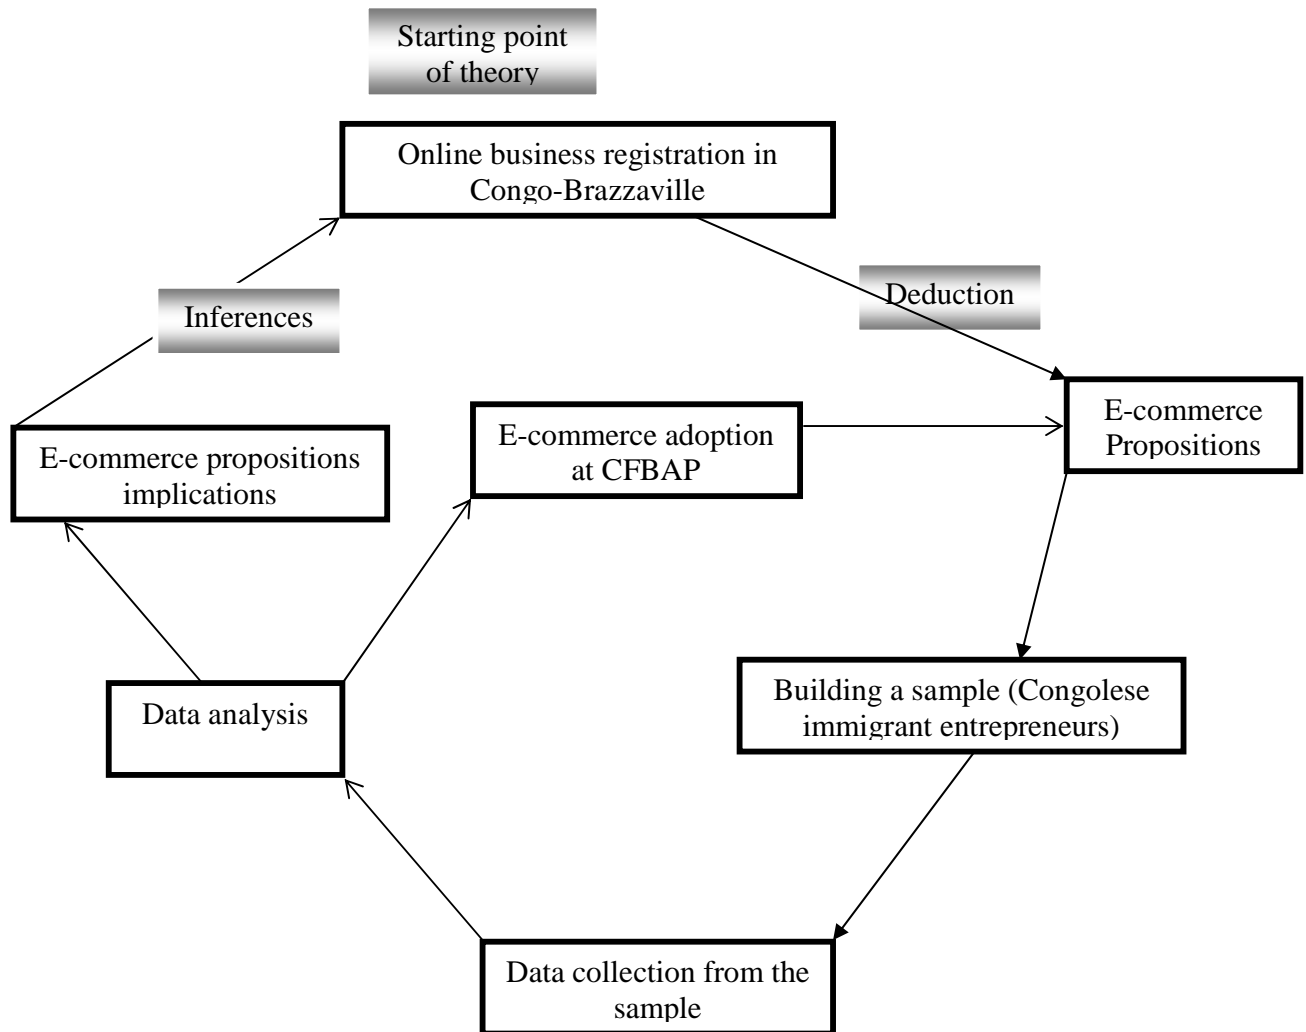 Starting point
of theory
Online business registration in
Congo-Brazzaville
Deduction
Inferences
E-commerce
Propositions
E-commerce adoption
at CFBAP
E-commerce propositions
implications
Building a sample (Congolese
immigrant entrepreneurs)
Data analysis
Data collection from the
sample